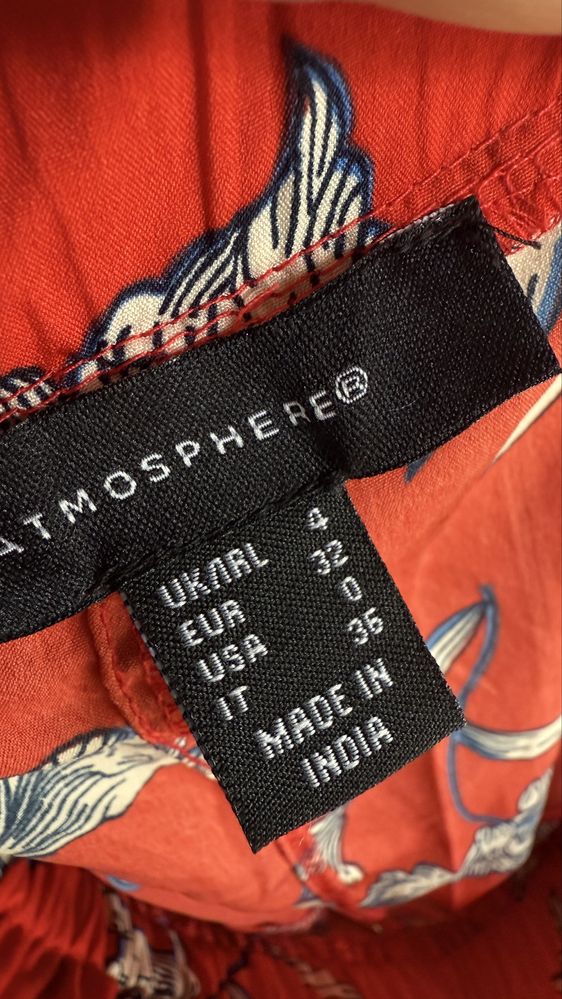 ATMOSPHERE®
UK/IRL 4
EUR 32
USA 0
IT 36
MADE IN
INDIA